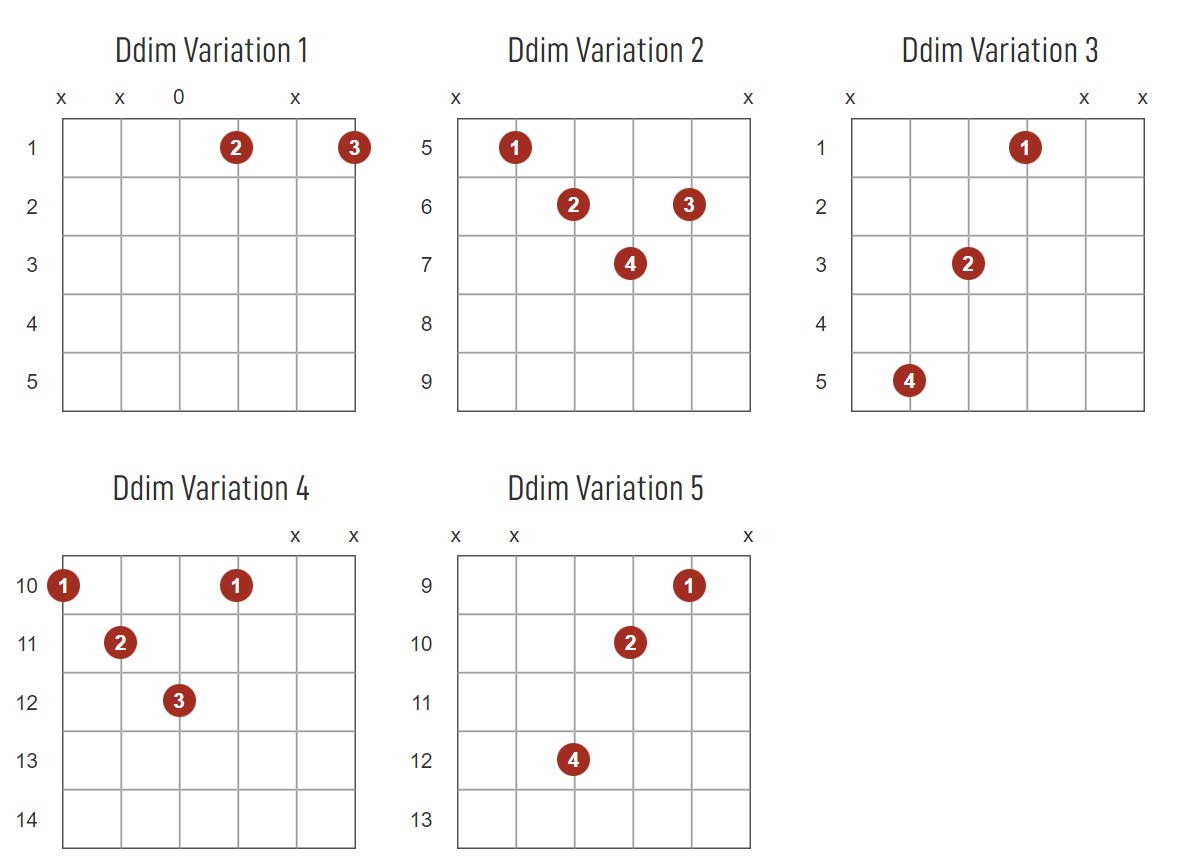 Ddim Variation 1
x x 0 x
1 2 3
2
3
4
5
Ddim Variation 2
x x
5 1
6 2 3
7 4
8
9
Ddim Variation 3
x x x
1 1
2
3 2
4
5 4
Ddim Variation 4
x x
10 1 1
11 2
12 3
13
14
Ddim Variation 5
x x x
9 1
10 2
11
12 4
13